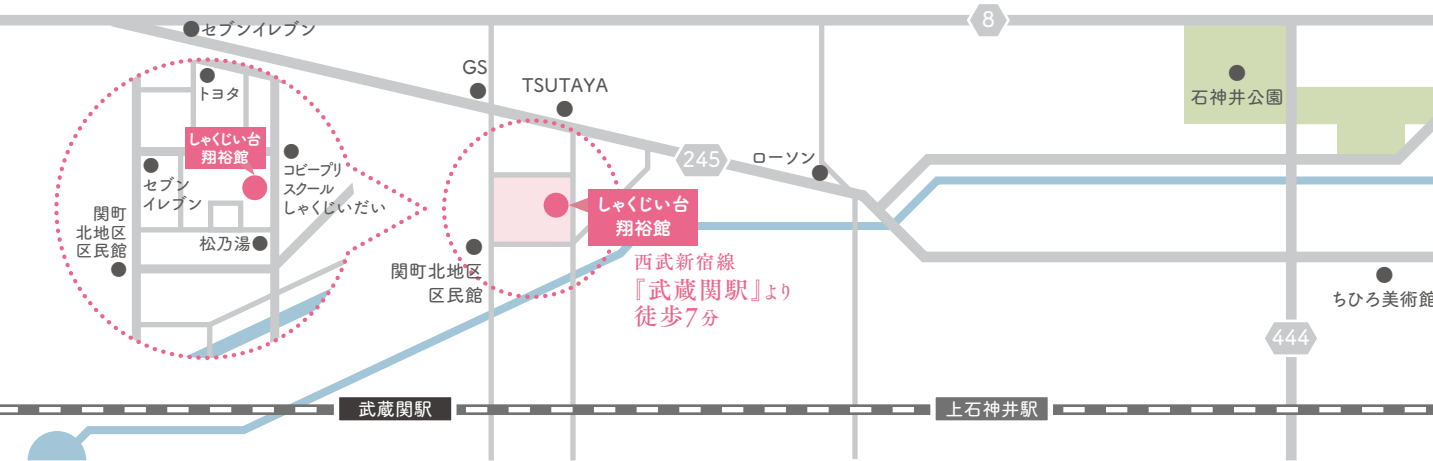 8
セブンイレブン
GS
TSUTAYA
石神井公園
トヨタ
しゃくじい台
翔裕館
セブン
イレブン
コピープリ
スクール
しゃくじいだい
関町
北地区
区民館
松乃湯
245
ローソン
しゃくじい台
翔裕館
関町北地区
区民館
西武新宿線
『武蔵関駅』より
徒歩7分
ちひろ美術館
444
武蔵関駅
上石神井駅